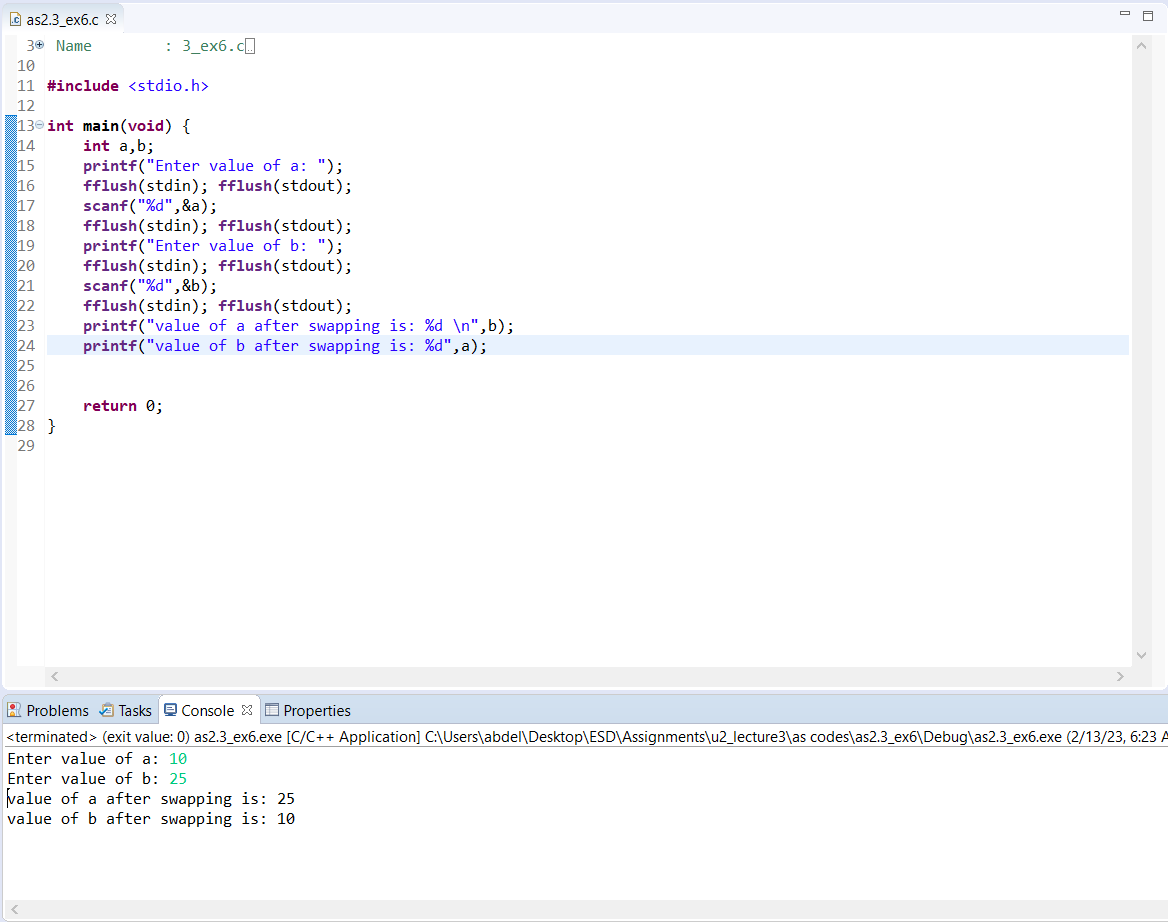 as2.3_ex6.c
3 Name        : 3_ex6.c
10
11 #include <stdio.h>
12
13 int main(void) {
14     int a,b;
15     printf("Enter value of a: ");
16     fflush(stdin); fflush(stdout);
17     scanf("%d",&a);
18     fflush(stdin); fflush(stdout);
19     printf("Enter value of b: ");
20     fflush(stdin); fflush(stdout);
21     scanf("%d",&b);
22     fflush(stdin); fflush(stdout);
23     printf("value of a after swapping is: %d \n",b);
24     printf("value of b after swapping is: %d",a);
25
26
27     return 0;
28 }
29
Problems Tasks Console Properties
<terminated> (exit value: 0) as2.3_ex6.exe [C/C++ Application] C:\Users\abdel\Desktop\ESD\Assignments\u2_lecture3\as codes\as2.3_ex6\Debug\as2.3_ex6.exe (2/13/23, 6:23 A
Enter value of a: 10
Enter value of b: 25
value of a after swapping is: 25
value of b after swapping is: 10